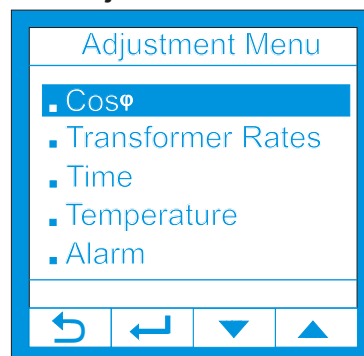 Adjustment Menu
Cosφ
Transformer Rates
Time
Temperature
Alarm